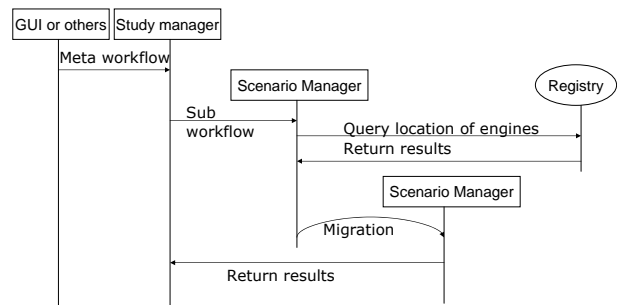 GUI or others
Study manager
Meta workflow
Scenario Manager
Registry
Sub
workflow
Query location of engines
Return results
Scenario Manager
Migration
Return results